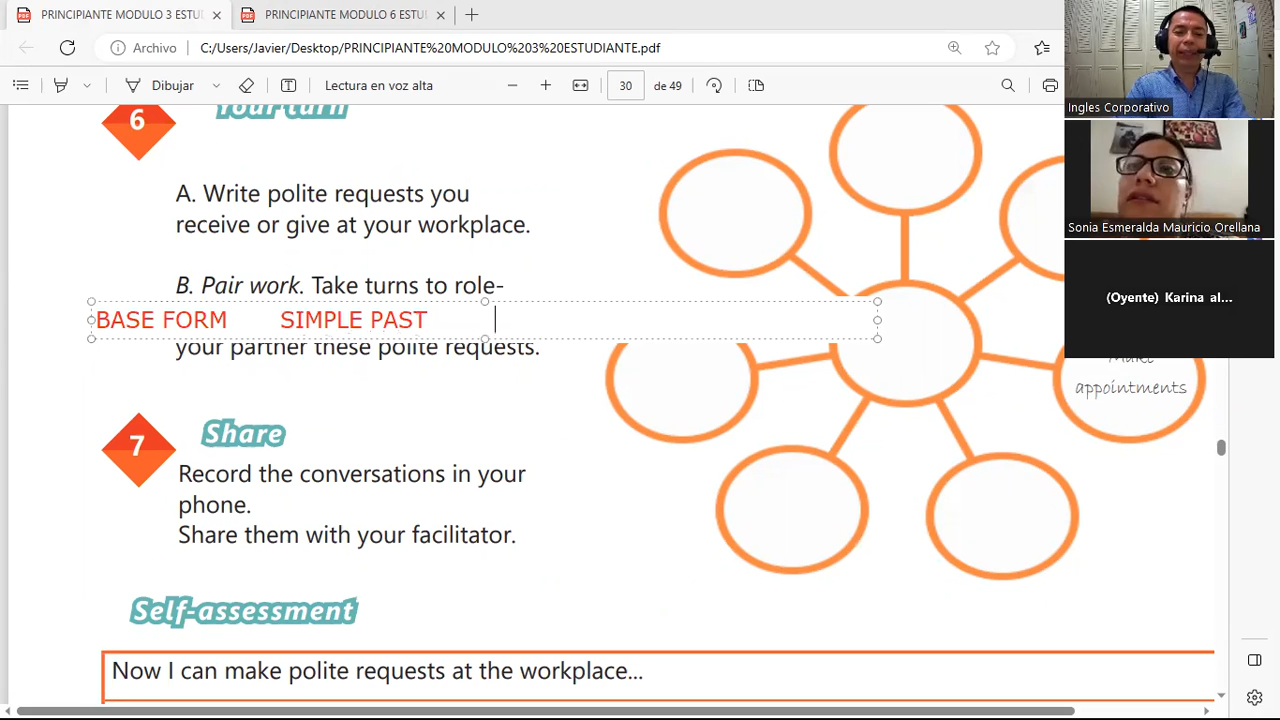 PRINCIPIANTE MODULO 3 ESTU
PRINCIPIANTE MODULO 6 ESTU
Archivo
C:/Users/Javier/Desktop/PRINCIPIANTE%20MODULO%203%20ESTUDIANTE.pdf
Dibujar
Lectura en voz alta
30
de 49
6
Your turn
A. Write polite requests you
receive or give at your workplace.
B. Pair work. Take turns to role-
BASE FORM SIMPLE PAST
your partner these polite requests.
Make
appointments
7
Share
Record the conversations in your
phone.
Share them with your facilitator.
Self-assessment
Now I can make polite requests at the workplace...
Ingles Corporativo
Sonia Esmeralda Mauricio Orellana
(Oyente) Karina al...